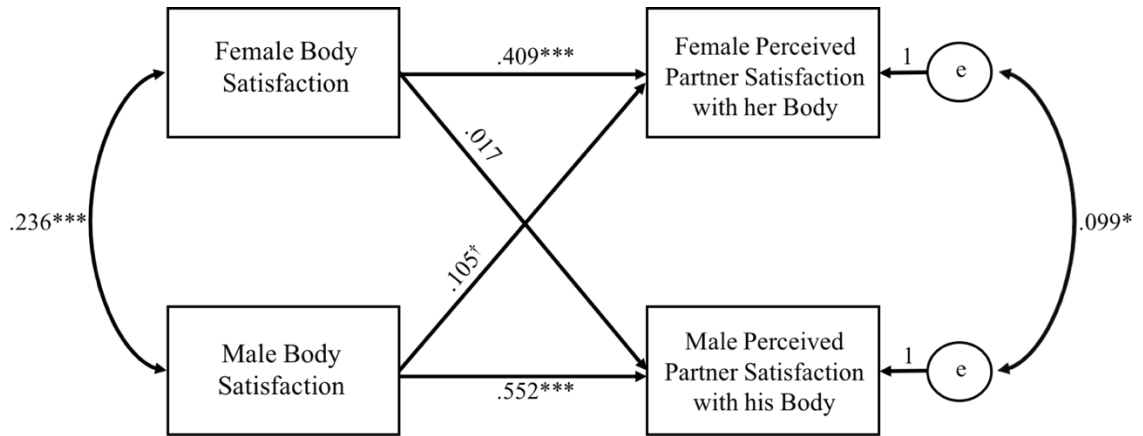 Female Body
Satisfaction
.409***
Female Perceived
Partner Satisfaction
with her Body
1
e
.017
.236***
.099*
.105†
Male Body
Satisfaction
.552***
Male Perceived
Partner Satisfaction
with his Body
1
e